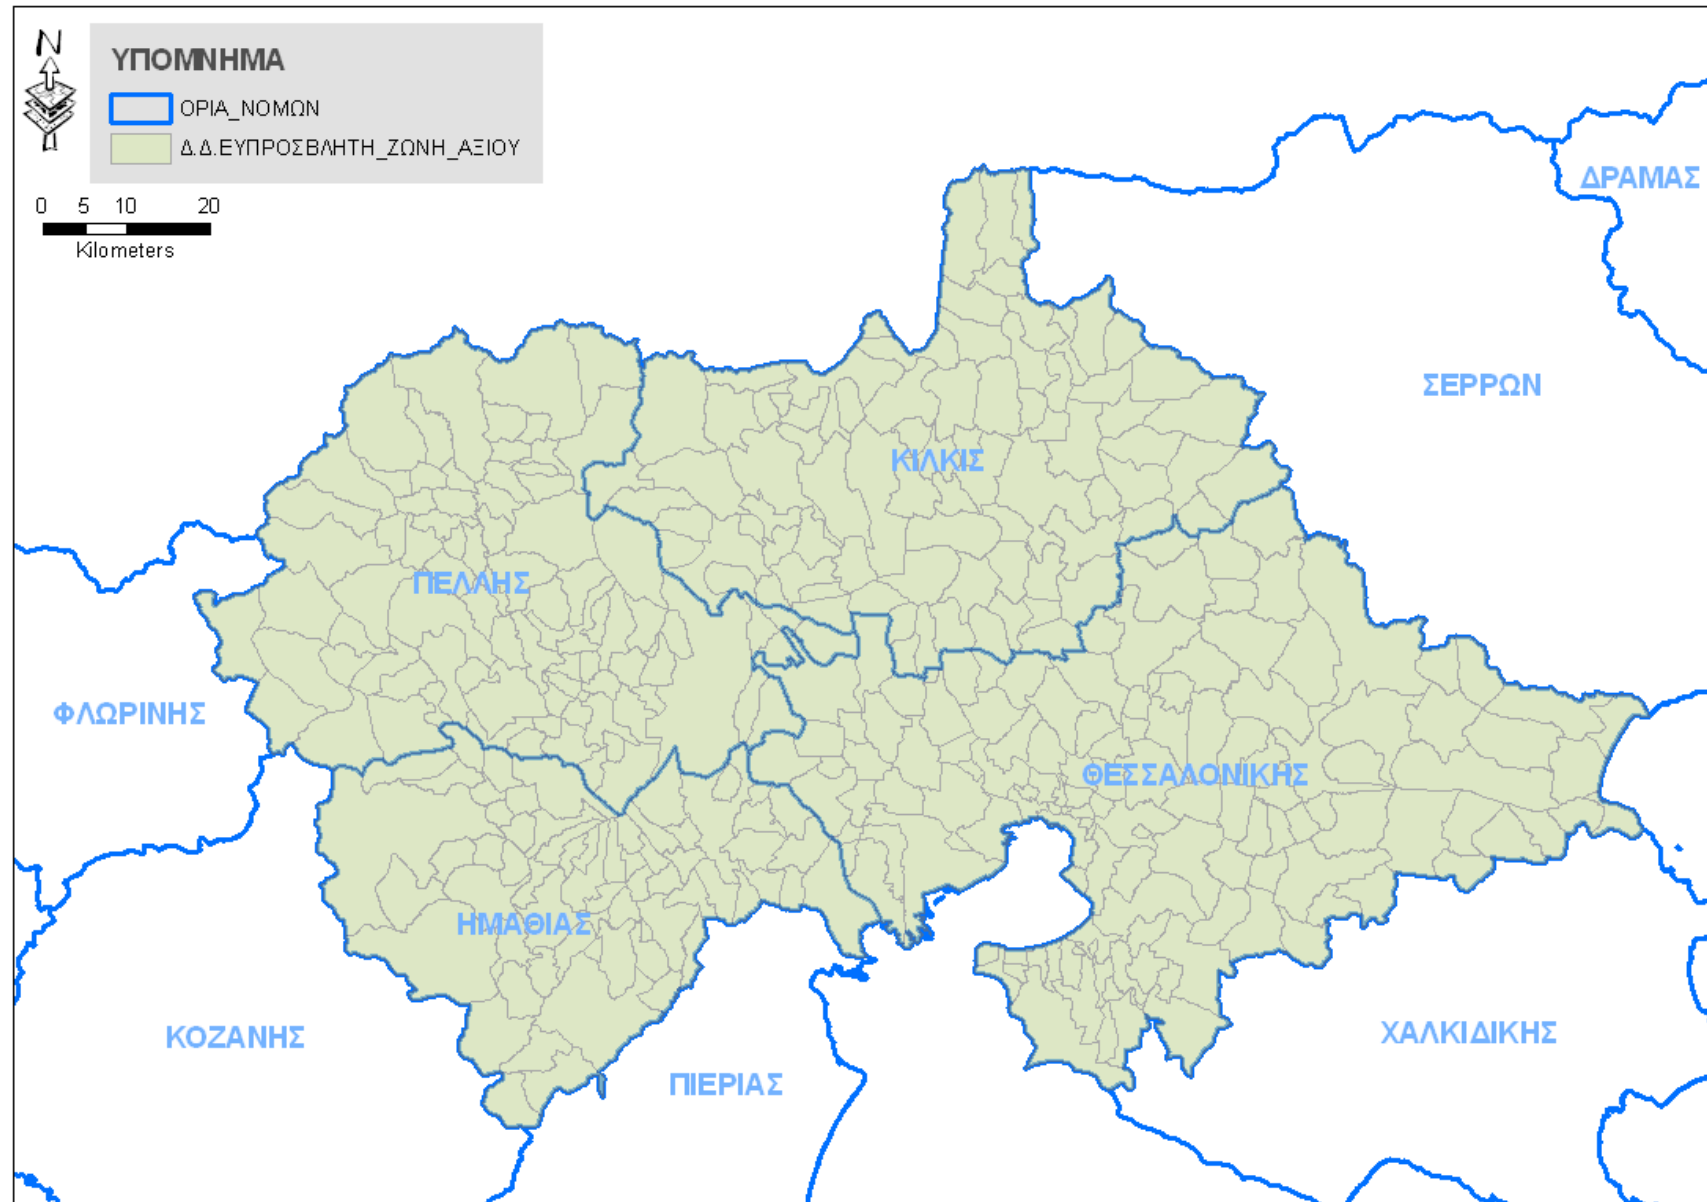 N
ΥΠΟΜΝΗΜΑ
ΟΡΙΑ_ΝΟΜΩΝ
Δ.Δ.ΕΥΠΡΟΣΒΛΗΤΗ_ΖΩΝΗ_ΑΞΙΟΥ
0 5 10 20
Kilometers
ΔΡΑΜΑΣ
ΣΕΡΡΩΝ
ΚΙΛΚΙΣ
ΠΕΛΛΗΣ
ΦΛΩΡΙΝΗΣ
ΘΕΣΣΑΛΟΝΙΚΗΣ
ΗΜΑΘΙΑΣ
ΚΟΖΑΝΗΣ
ΧΑΛΚΙΔΙΚΗΣ
ΠΙΕΡΙΑΣ